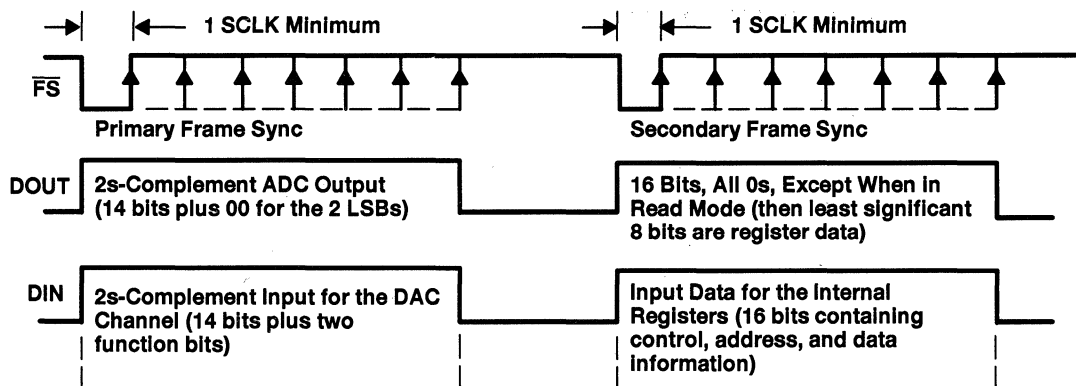 1 SCLK Minimum
1 SCLK Minimum
FS
Primary Frame Sync
Secondary Frame Sync
DOUT
2s-Complement ADC Output
(14 bits plus 00 for the 2 LSBs)
16 Bits, All 0s, Except When in
Read Mode (then least significant
8 bits are register data)
DIN
2s-Complement Input for the DAC
Channel (14 bits plus two
function bits)
Input Data for the Internal
Registers (16 bits containing
control, address, and data
information)